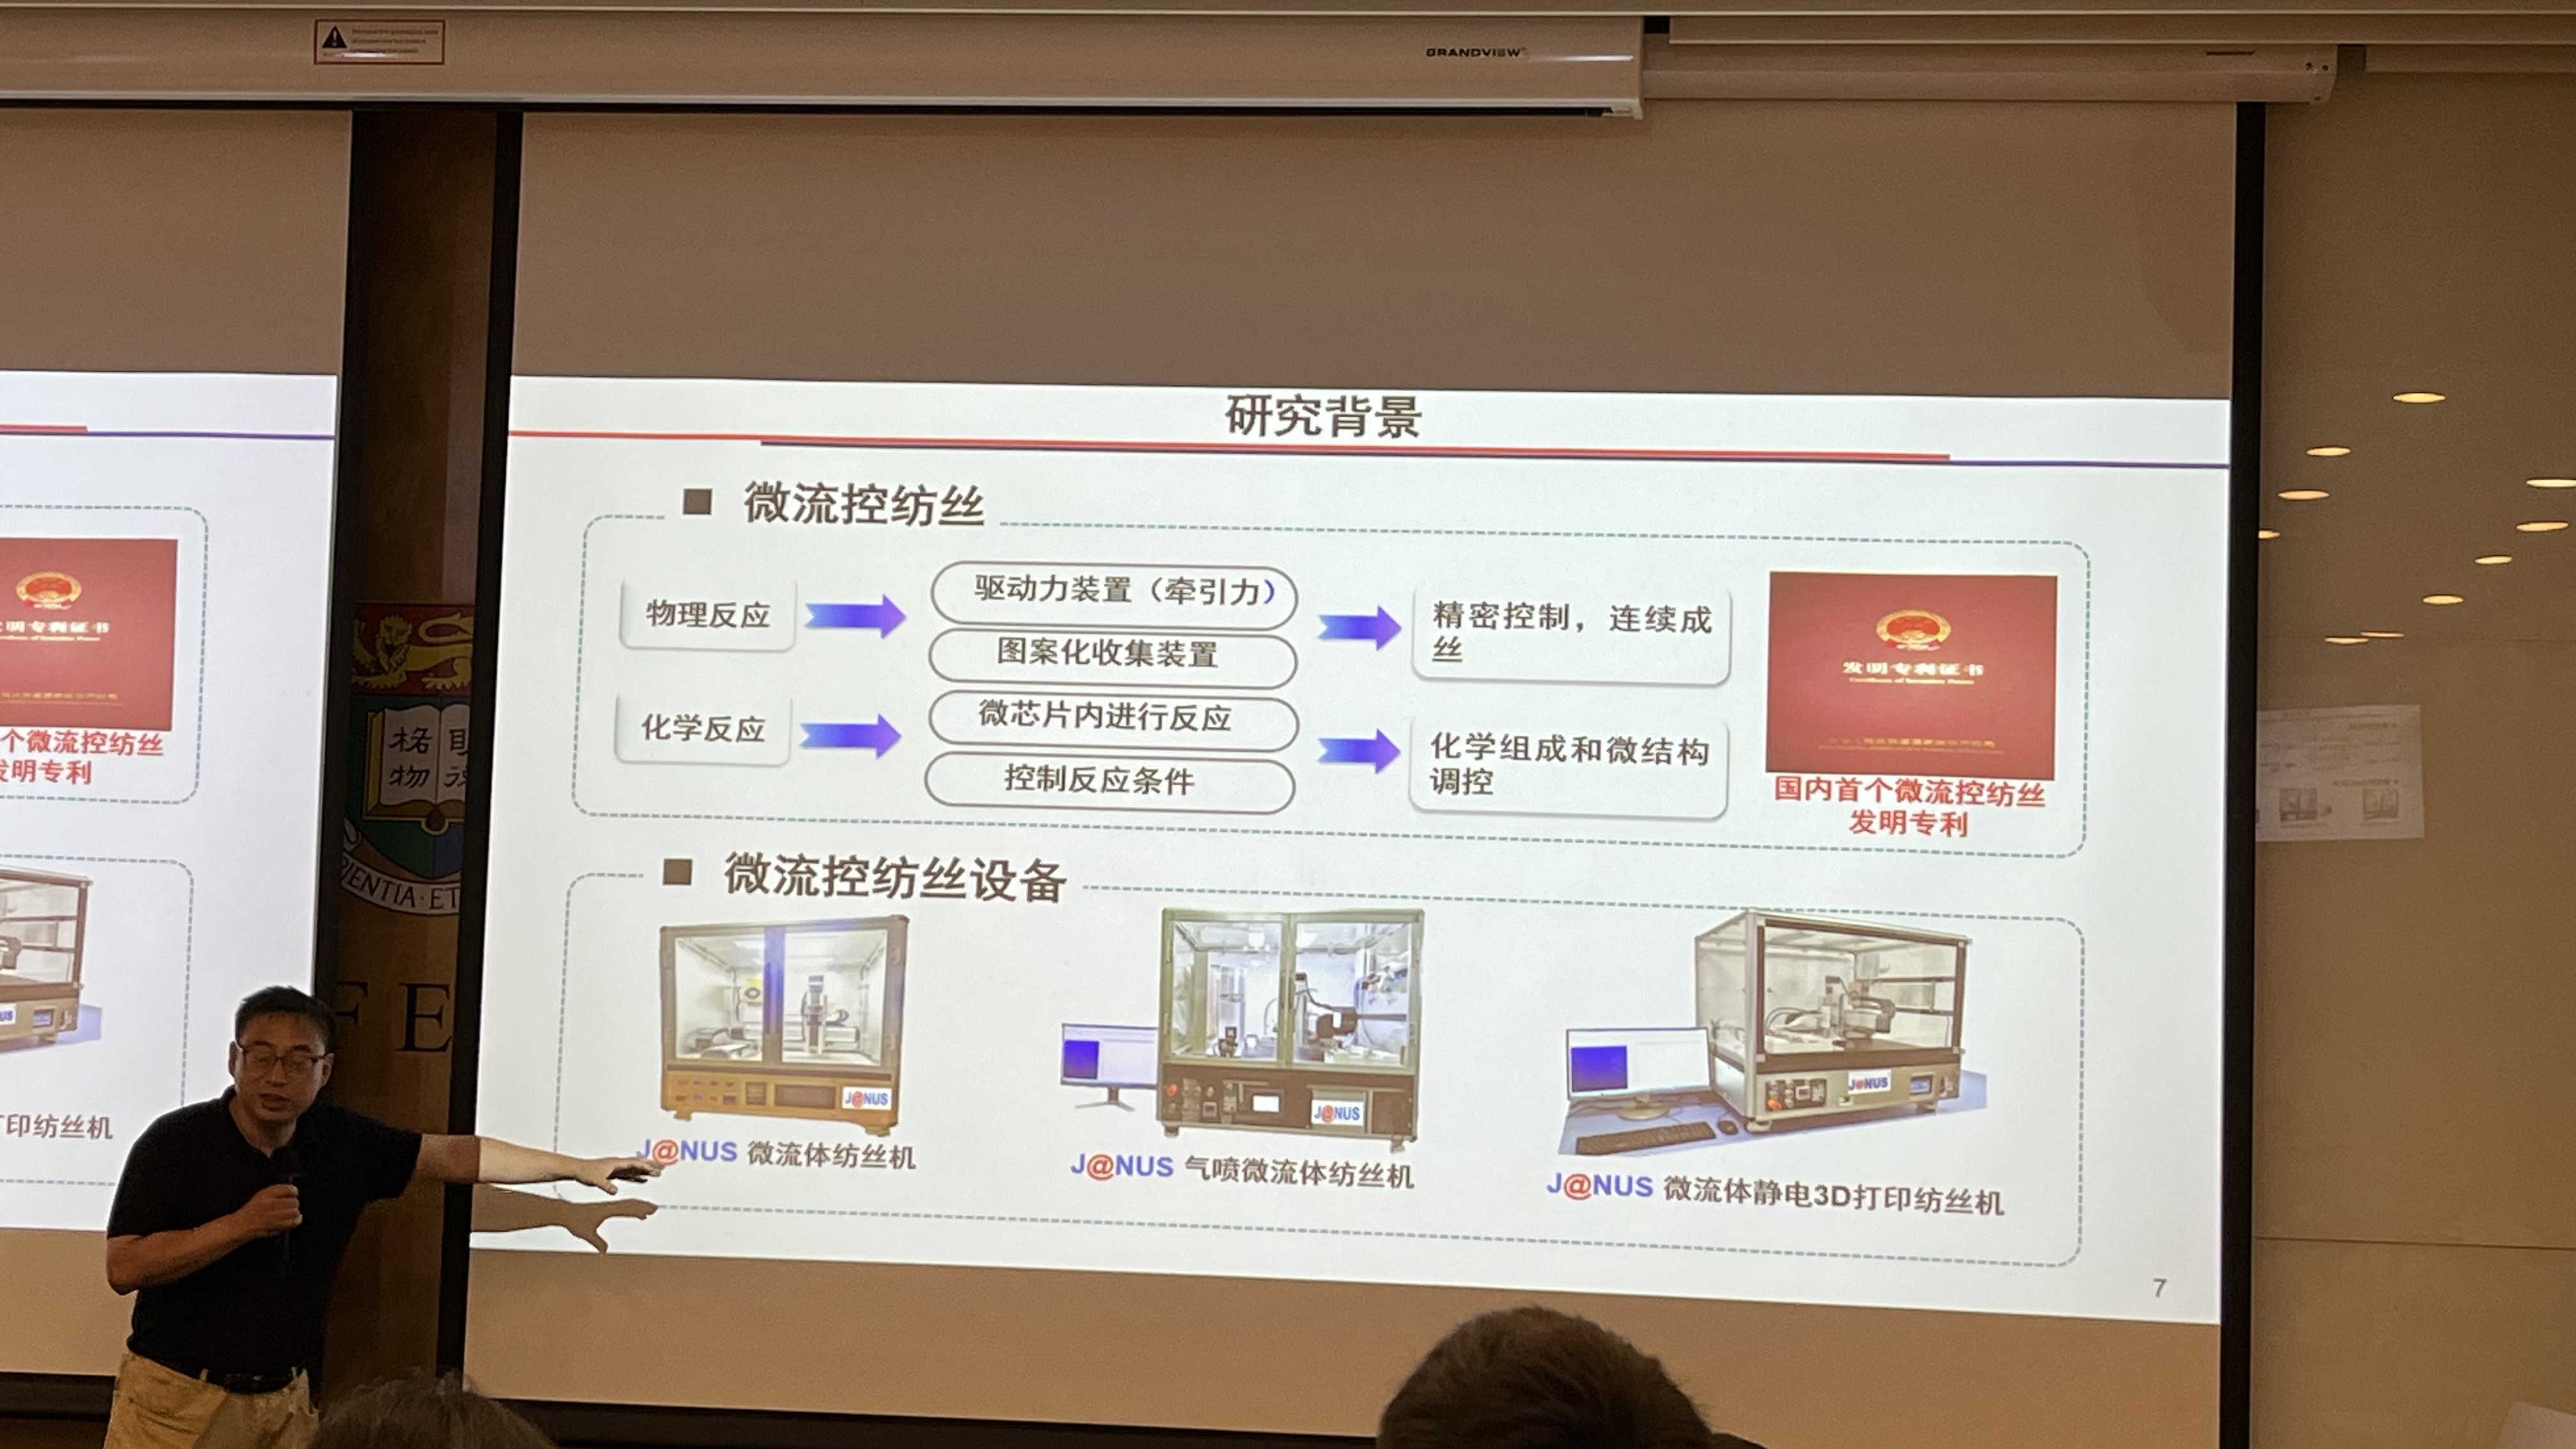 GRANDVIEW
研究背景
■ 微流控纺丝
物理反应
驱动力装置（牵引力）
图案化收集装置
精密控制，连续成
丝
化学反应
微芯片内进行反应
控制反应条件
化学组成和微结构
调控
发明专利证书
国内首个微流控纺丝
发明专利
■ 微流控纺丝设备
J@NUS
J@NUS
J@NUS
J@NUS 微流体纺丝机
J@NUS 气喷微流体纺丝机
J@NUS 微流体静电3D打印纺丝机
7
发明专利证书
个微流控纺丝
发明专利
印纺丝机
格
物